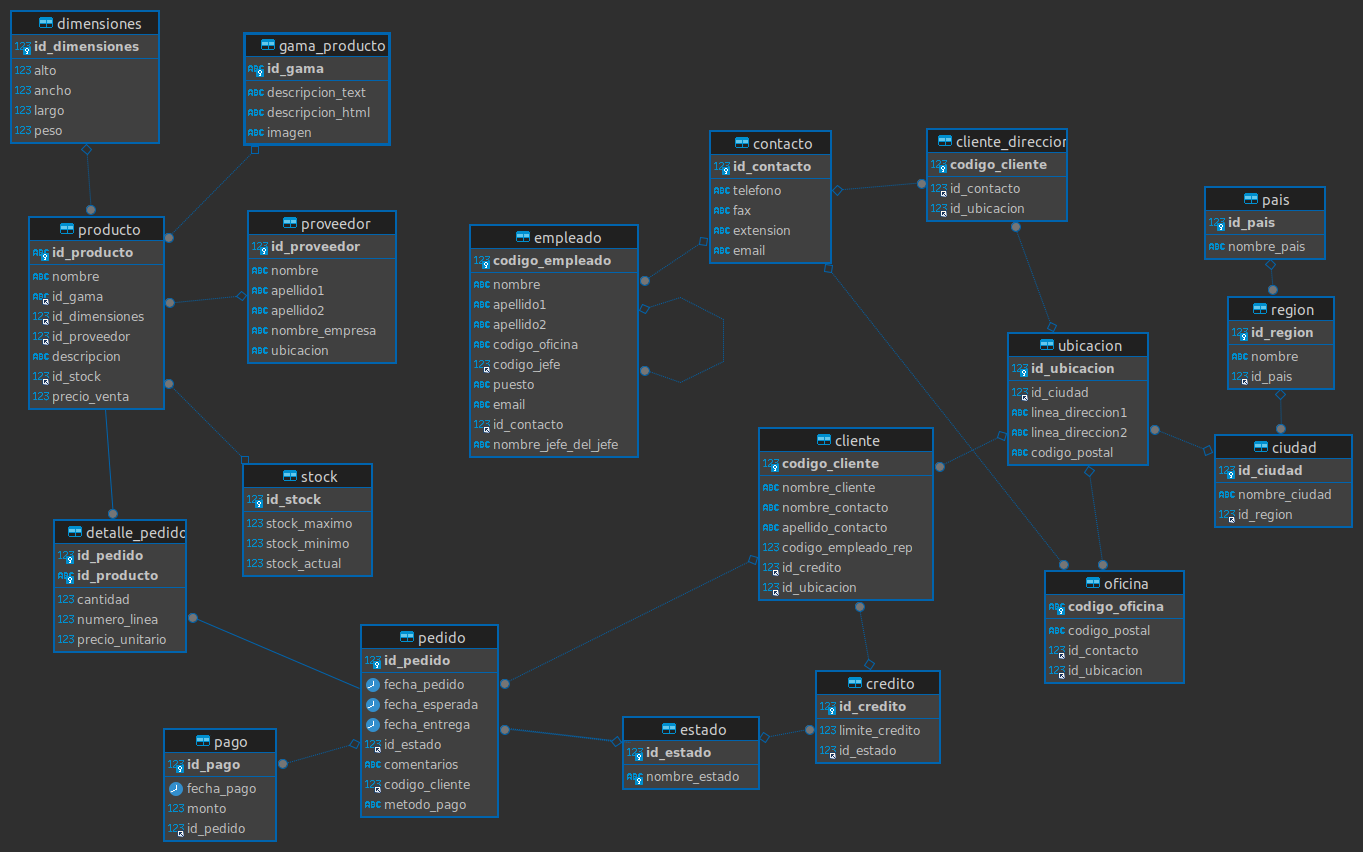 dimensiones
123 id_dimensiones
123 alto
123 ancho
123 largo
123 peso
gama_producto
ABC id_gama
ABC descripcion_text
ABC descripcion_html
ABC imagen
producto
ABC id_producto
ABC nombre
ABC id_gama
123 id_dimensiones
123 id_proveedor
ABC descripcion
123 id_stock
123 precio_venta
proveedor
123 id_proveedor
ABC nombre
ABC apellido1
ABC apellido2
ABC nombre_empresa
ABC ubicacion
stock
123 id_stock
123 stock_maximo
123 stock_minimo
123 stock_actual
detalle_pedido
123 id_pedido
ABC id_producto
123 cantidad
123 numero_linea
123 precio_unitario
pago
123 id_pago
fecha_pago
123 monto
123 id_pedido
pedido
123 id_pedido
fecha_pedido
fecha_esperada
fecha_entrega
123 id_estado
ABC comentarios
123 codigo_cliente
ABC metodo_pago
empleado
123 codigo_empleado
ABC nombre
ABC apellido1
ABC apellido2
ABC codigo_oficina
123 codigo_jefe
ABC puesto
ABC email
123 id_contacto
ABC nombre_jefe_del_jefe
contacto
123 id_contacto
ABC telefono
ABC fax
ABC extension
ABC email
cliente_direccion
123 codigo_cliente
123 id_contacto
123 id_ubicacion
cliente
123 codigo_cliente
ABC nombre_cliente
ABC nombre_contacto
ABC apellido_contacto
123 codigo_empleado_rep
123 id_credito
123 id_ubicacion
estado
123 id_estado
ABC nombre_estado
credito
123 id_credito
123 limite_credito
123 id_estado
ubicacion
123 id_ubicacion
123 id_ciudad
ABC linea_direccion1
ABC linea_direccion2
ABC codigo_postal
pais
123 id_pais
ABC nombre_pais
region
123 id_region
ABC nombre
123 id_pais
ciudad
123 id_ciudad
ABC nombre_ciudad
123 id_region
oficina
ABC codigo_oficina
ABC codigo_postal
123 id_contacto
123 id_ubicacion